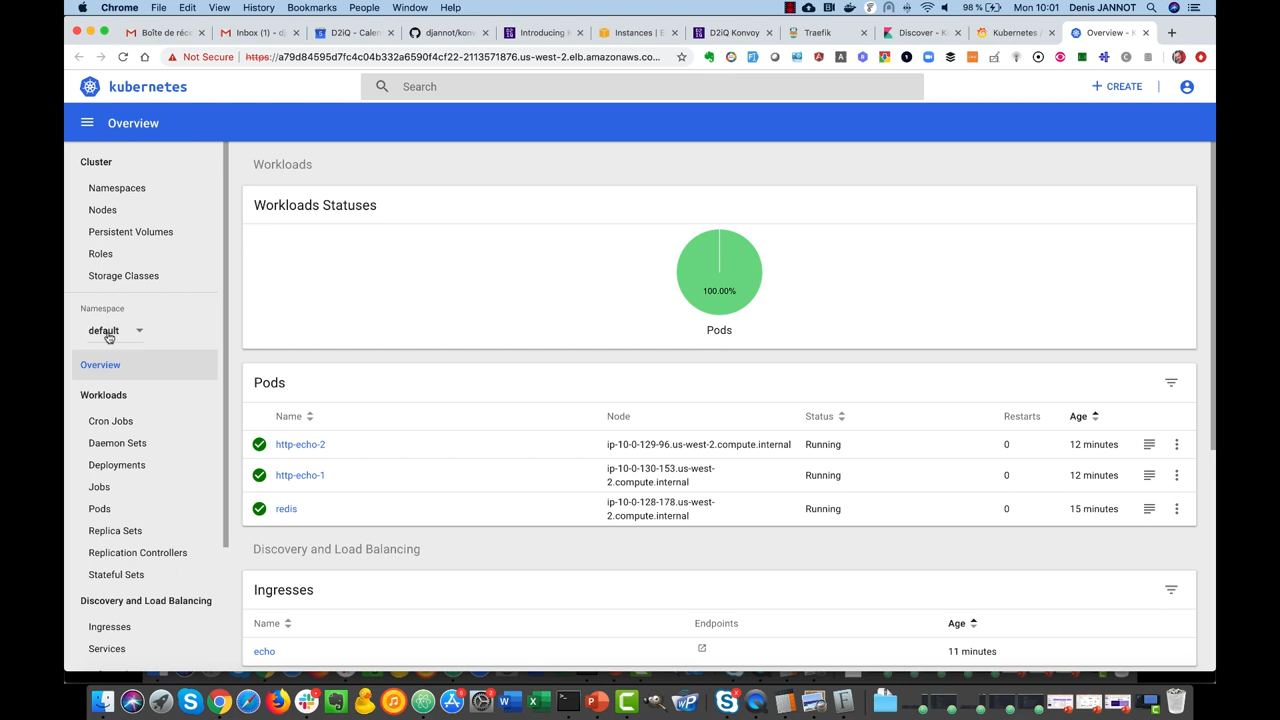 Chrome File Edit View History Bookmarks People Window Help 98 % Mon 10:01 Denis JANNOT
Boîte de réc Inbox (1) - dj D2iQ - Calen djannot/konv Introducing K Instances | E D2iQ Konvoy Traefik Discover - Ki Kubernetes / Overview - K
Not Secure https://a79d84595d7fc4c04b332a6590f4cf22-2113571876.us-west-2.elb.amazonaws.co...
kubernetes Search + CREATE
Overview
Cluster
Namespaces
Nodes
Persistent Volumes
Roles
Storage Classes
Namespace
default
Overview
Workloads
Cron Jobs
Daemon Sets
Deployments
Jobs
Pods
Replica Sets
Replication Controllers
Stateful Sets
Discovery and Load Balancing
Ingresses
Services
Workloads
Workloads Statuses
100.00%
Pods
Pods
Name Node Status Restarts Age
http-echo-2 ip-10-0-129-96.us-west-2.compute.internal Running 0 12 minutes
http-echo-1 ip-10-0-130-153.us-west-
2.compute.internal Running 0 12 minutes
redis ip-10-0-128-178.us-west-
2.compute.internal Running 0 15 minutes
Discovery and Load Balancing
Ingresses
Name Endpoints Age
echo 11 minutes